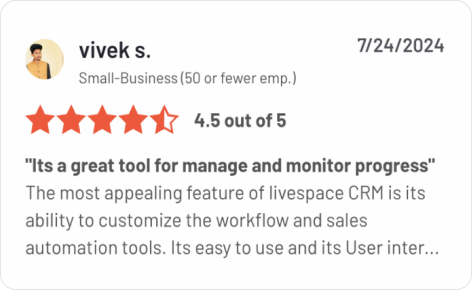 vivek s.
7/24/2024
Small-Business (50 or fewer emp.)
4.5 out of 5
"Its a great tool for manage and monitor progress"
The most appealing feature of livespace CRM is its
ability to customize the workflow and sales
automation tools. Its easy to use and its User inter...